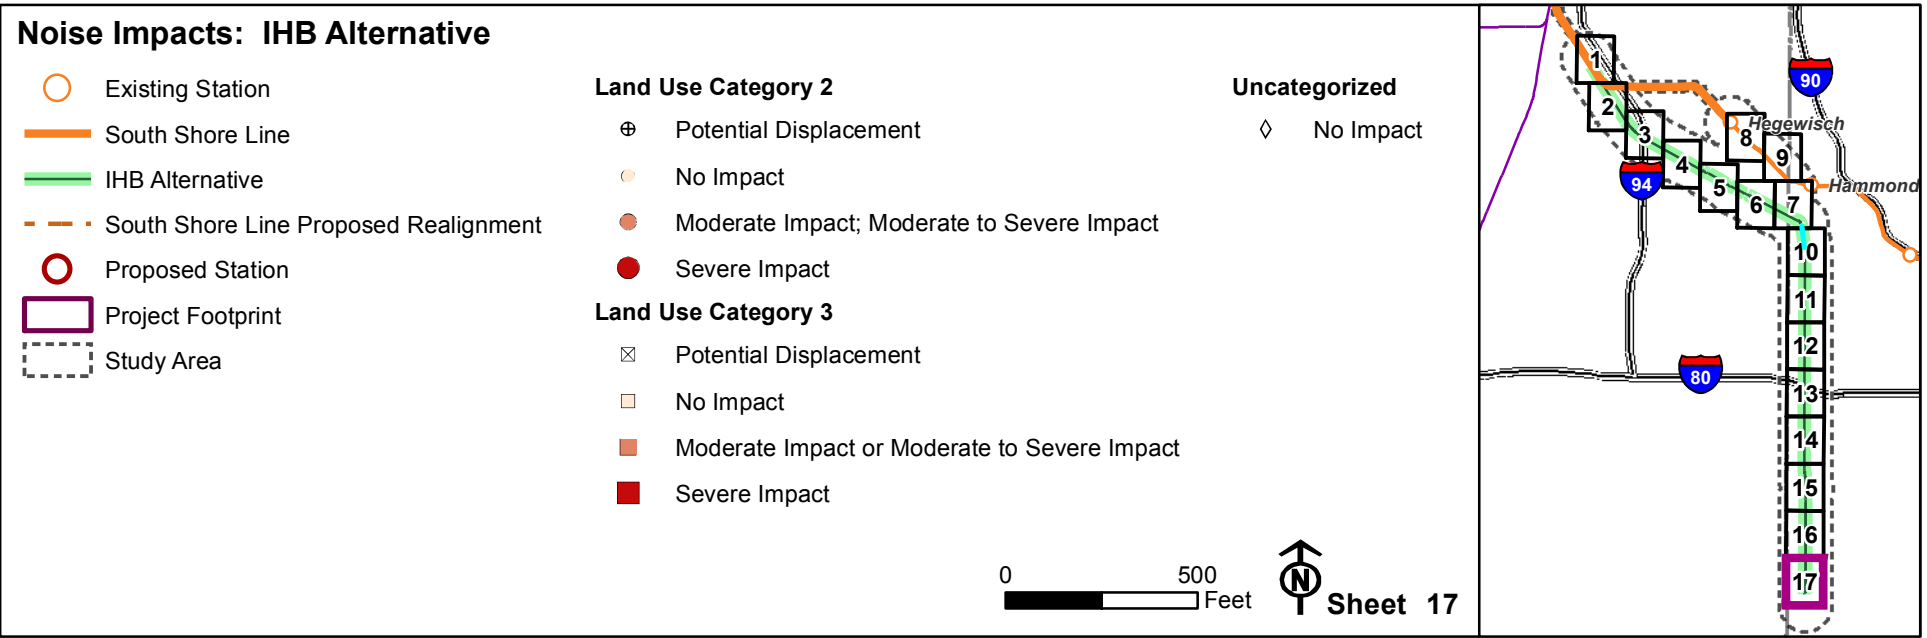 Noise Impacts: IHB Alternative
Existing Station
South Shore Line
IHB Alternative
South Shore Line Proposed Realignment
Proposed Station
Project Footprint
Study Area
Land Use Category 2
Potential Displacement
No Impact
Moderate Impact; Moderate to Severe Impact
Severe Impact
Land Use Category 3
Potential Displacement
No Impact
Moderate Impact or Moderate to Severe Impact
Severe Impact
Uncategorized
No Impact
0 500
Feet
N
Sheet 17
1
90
2
3
8
Hegewisch
9
4
94
5
Hammond
6
7
10
11
12
80
13
14
15
16
17